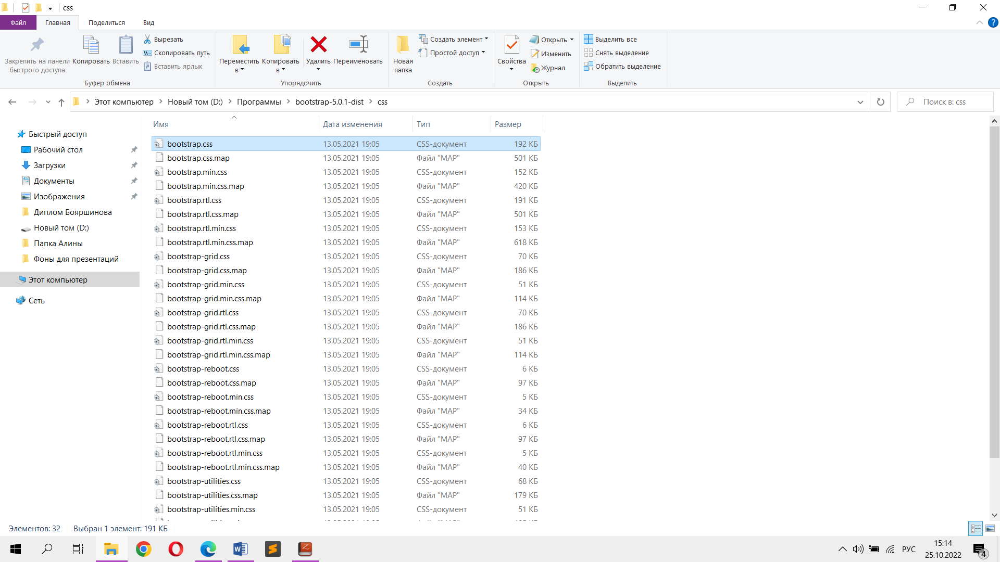 css
Файл
Главная
Поделиться
Вид
Закрепить на панели быстрого доступа
Копировать
Вставить
Вырезать
Скопировать путь
Вставить ярлык
Буфер обмена
Переместить в
Копировать в
Удалить
Переименовать
Упорядочить
Новая папка
Создать элемент
Простой доступ
Создать
Свойства
Открыть
Изменить
Журнал
Открыть
Выделить все
Снять выделение
Обратить выделение
Выделить
Этот компьютер
Новый том (D:)
Программы
bootstrap-5.0.1-dist
css
Поиск в: css
Быстрый доступ
Рабочий стол
Загрузки
Документы
Изображения
Диплом Бояршинова
Новый том (D:)
Папка Алины
Фоны для презентаций
Этот компьютер
Сеть
Имя Дата изменения Тип Размер
bootstrap.css 13.05.2021 19:05 CSS-документ 192 КБ
bootstrap.css.map 13.05.2021 19:05 Файл "MAP" 501 КБ
bootstrap.min.css 13.05.2021 19:05 CSS-документ 152 КБ
bootstrap.min.css.map 13.05.2021 19:05 Файл "MAP" 420 КБ
bootstrap.rtl.css 13.05.2021 19:05 CSS-документ 191 КБ
bootstrap.rtl.css.map 13.05.2021 19:05 Файл "MAP" 501 КБ
bootstrap.rtl.min.css 13.05.2021 19:05 CSS-документ 153 КБ
bootstrap.rtl.min.css.map 13.05.2021 19:05 Файл "MAP" 618 КБ
bootstrap-grid.css 13.05.2021 19:05 CSS-документ 70 КБ
bootstrap-grid.css.map 13.05.2021 19:05 Файл "MAP" 186 КБ
bootstrap-grid.min.css 13.05.2021 19:05 CSS-документ 51 КБ
bootstrap-grid.min.css.map 13.05.2021 19:05 Файл "MAP" 114 КБ
bootstrap-grid.rtl.css 13.05.2021 19:05 CSS-документ 70 КБ
bootstrap-grid.rtl.css.map 13.05.2021 19:05 Файл "MAP" 186 КБ
bootstrap-grid.rtl.min.css 13.05.2021 19:05 CSS-документ 51 КБ
bootstrap-grid.rtl.min.css.map 13.05.2021 19:05 Файл "MAP" 114 КБ
bootstrap-reboot.css 13.05.2021 19:05 CSS-документ 6 КБ
bootstrap-reboot.css.map 13.05.2021 19:05 Файл "MAP" 97 КБ
bootstrap-reboot.min.css 13.05.2021 19:05 CSS-документ 5 КБ
bootstrap-reboot.min.css.map 13.05.2021 19:05 Файл "MAP" 34 КБ
bootstrap-reboot.rtl.css 13.05.2021 19:05 CSS-документ 6 КБ
bootstrap-reboot.rtl.css.map 13.05.2021 19:05 Файл "MAP" 97 КБ
bootstrap-reboot.rtl.min.css 13.05.2021 19:05 CSS-документ 5 КБ
bootstrap-reboot.rtl.min.css.map 13.05.2021 19:05 Файл "MAP" 40 КБ
bootstrap-utilities.css 13.05.2021 19:05 CSS-документ 68 КБ
bootstrap-utilities.css.map 13.05.2021 19:05 Файл "MAP" 179 КБ
bootstrap-utilities.min.css 13.05.2021 19:05 CSS-документ 51 КБ
Элементов: 32 Выбран 1 элемент: 191 КБ
РУС
15:14
25.10.2022
4